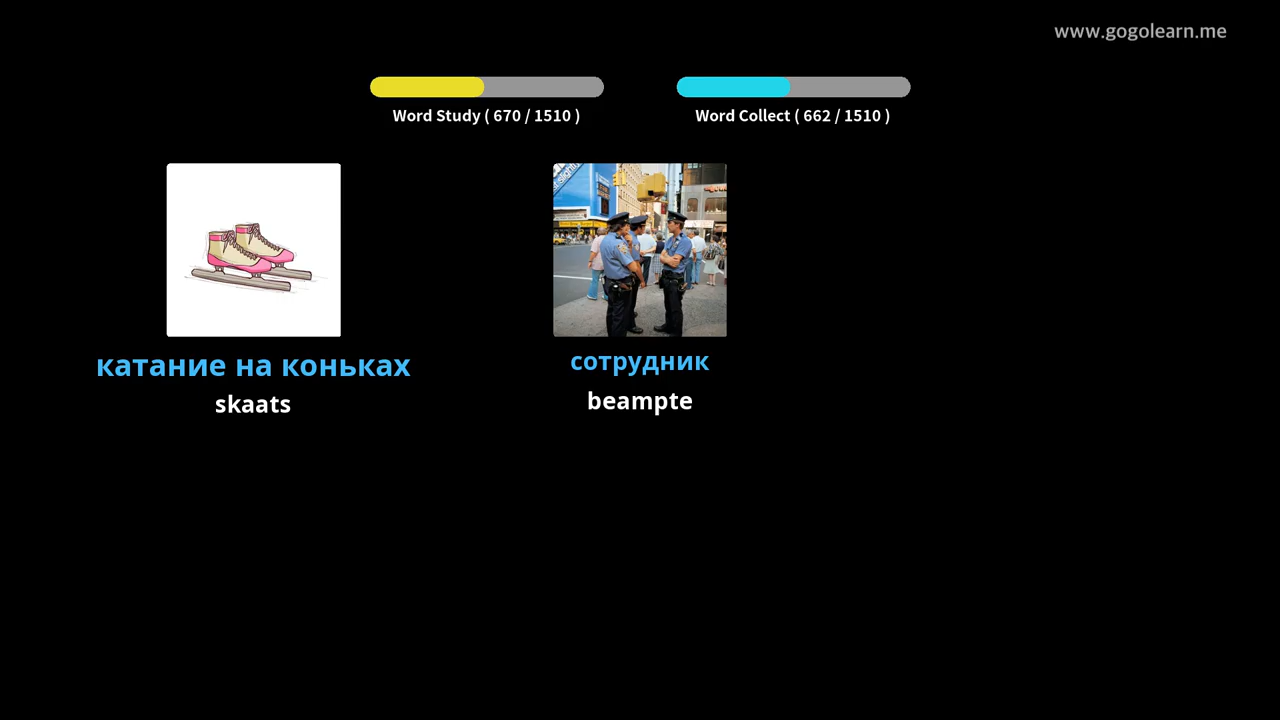 www.gogolearn.me
Word Study ( 670 / 1510 )
Word Collect ( 662 / 1510 )
катание на коньках
skaats
сотрудник
beampte